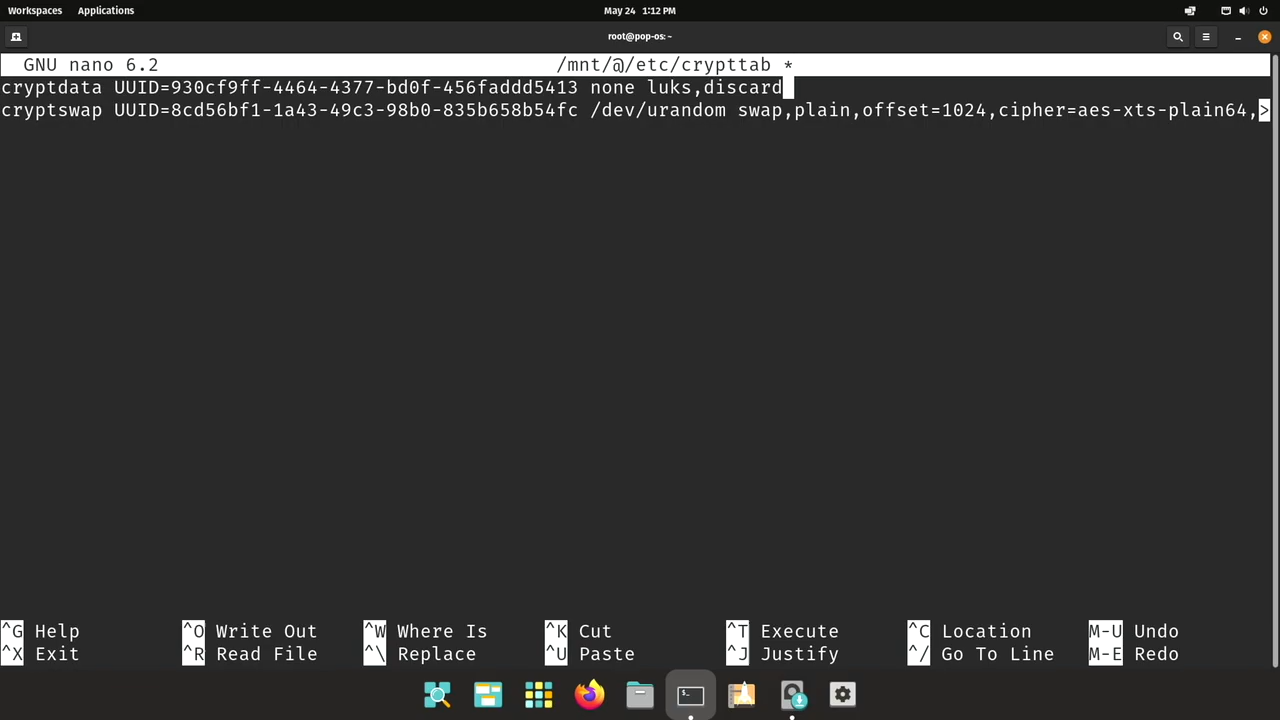 Workspaces Applications May 24 1:12 PM
root@pop-os: ~
GNU nano 6.2 /mnt/@/etc/crypttab *
cryptdata UUID=930cf9ff-4464-4377-bd0f-456faddd5413 none luks,discard
cryptswap UUID=8cd56bf1-1a43-49c3-98b0-835b658b54fc /dev/urandom swap,plain,offset=1024,cipher=aes-xts-plain64,>
^G Help ^O Write Out ^W Where Is ^K Cut ^T Execute ^C Location M-U Undo
^X Exit ^R Read File ^\ Replace ^U Paste ^J Justify ^/ Go To Line M-E Redo